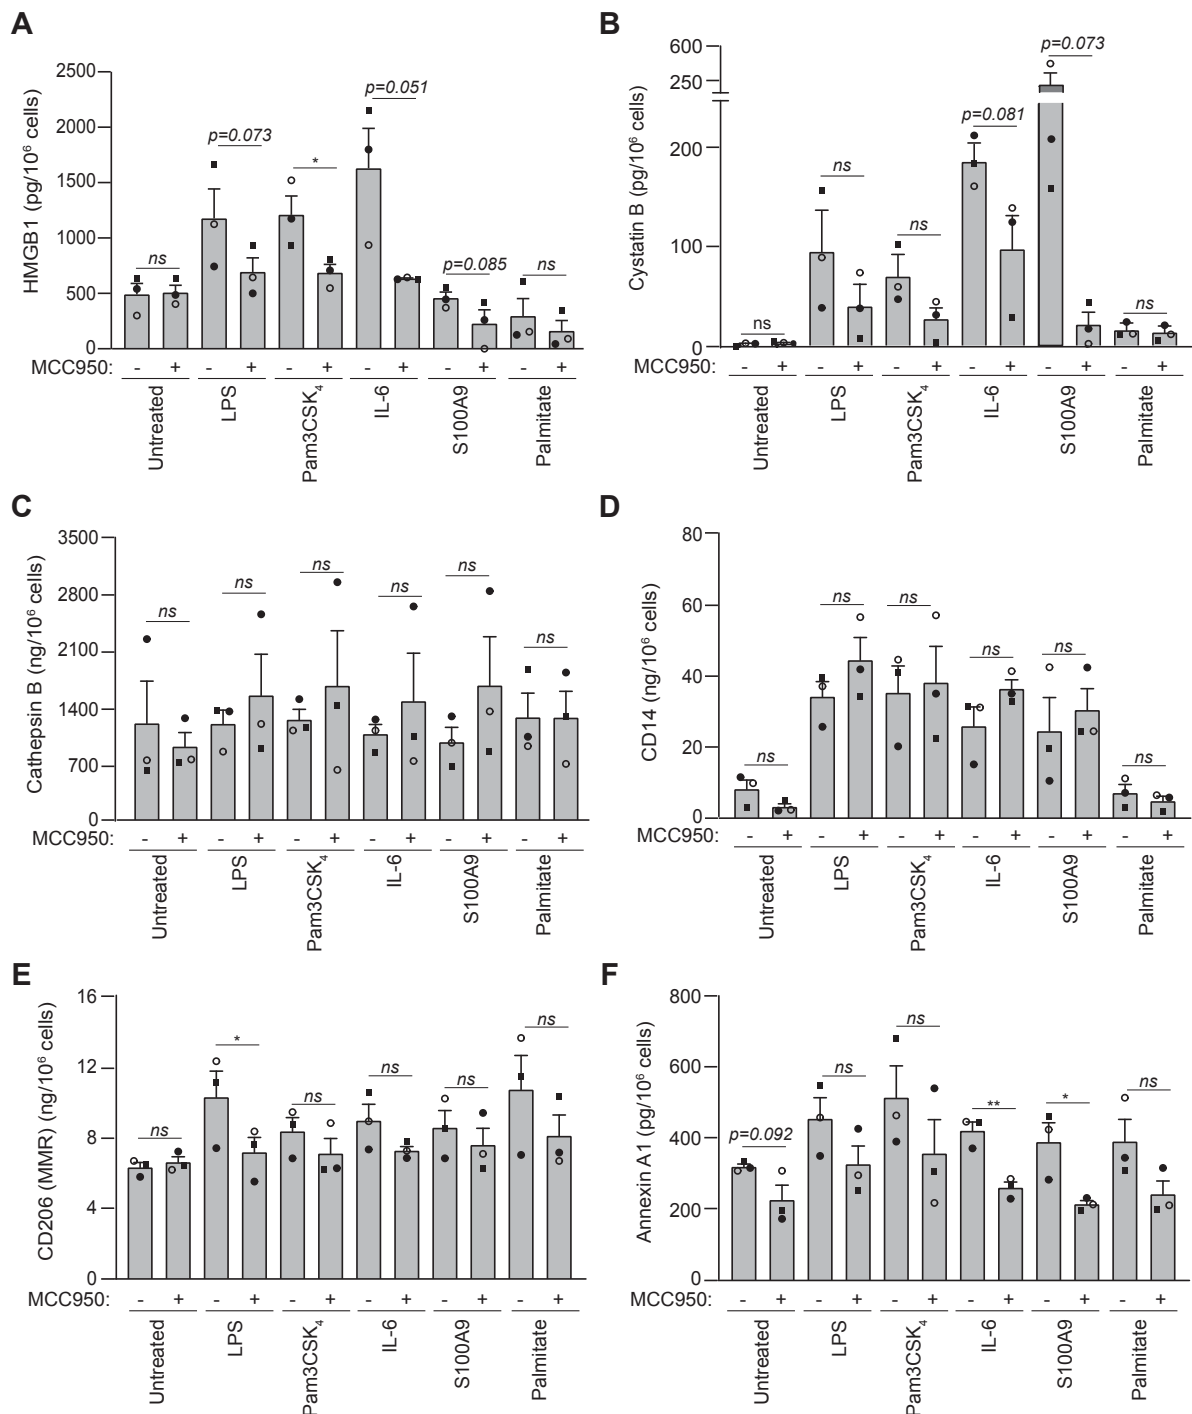 A
HMGB1 (pg/10⁶ cells)
2500
2000
1500
1000
500
0
ns
p=0.073
*
p=0.051
p=0.085
ns
MCC950: - + - + - + - + - + - +
Untreated
LPS
Pam3CSK₄
IL-6
S100A9
Palmitate
B
Cystatin B (pg/10⁶ cells)
600
250
200
100
0
ns
ns
ns
p=0.081
p=0.073
ns
MCC950: - + - + - + - + - + - +
Untreated
LPS
Pam3CSK₄
IL-6
S100A9
Palmitate
C
Cathepsin B (ng/10⁶ cells)
3500
2800
2100
1400
700
0
ns
ns
ns
ns
ns
ns
MCC950: - + - + - + - + - + - +
Untreated
LPS
Pam3CSK₄
IL-6
S100A9
Palmitate
D
CD14 (ng/10⁶ cells)
80
60
40
20
0
ns
ns
ns
ns
ns
ns
MCC950: - + - + - + - + - + - +
Untreated
LPS
Pam3CSK₄
IL-6
S100A9
Palmitate
E
CD206 (MMR) (ng/10⁶ cells)
16
12
8
4
0
ns
*
ns
ns
ns
ns
MCC950: - + - + - + - + - + - +
Untreated
LPS
Pam3CSK₄
IL-6
S100A9
Palmitate
F
Annexin A1 (pg/10⁶ cells)
800
600
400
200
0
p=0.092
ns
ns
**
*
ns
MCC950: - + - + - + - + - + - +
Untreated
LPS
Pam3CSK₄
IL-6
S100A9
Palmitate